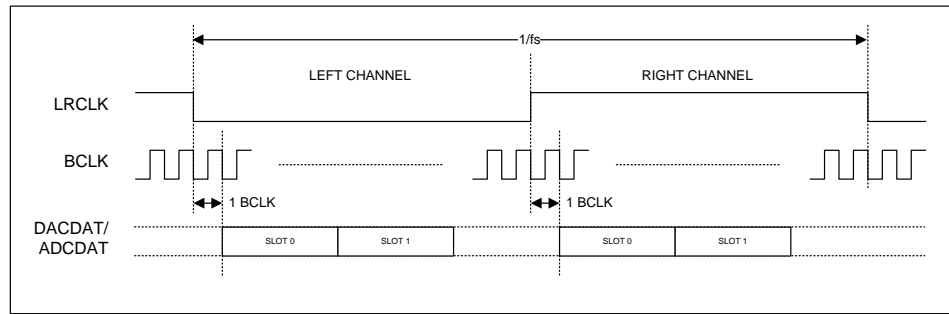 1/fs
LEFT CHANNEL
RIGHT CHANNEL
LRCLK
BCLK
1 BCLK
1 BCLK
DACDAT/
ADCDAT
SLOT 0
SLOT 1
SLOT 0
SLOT 1